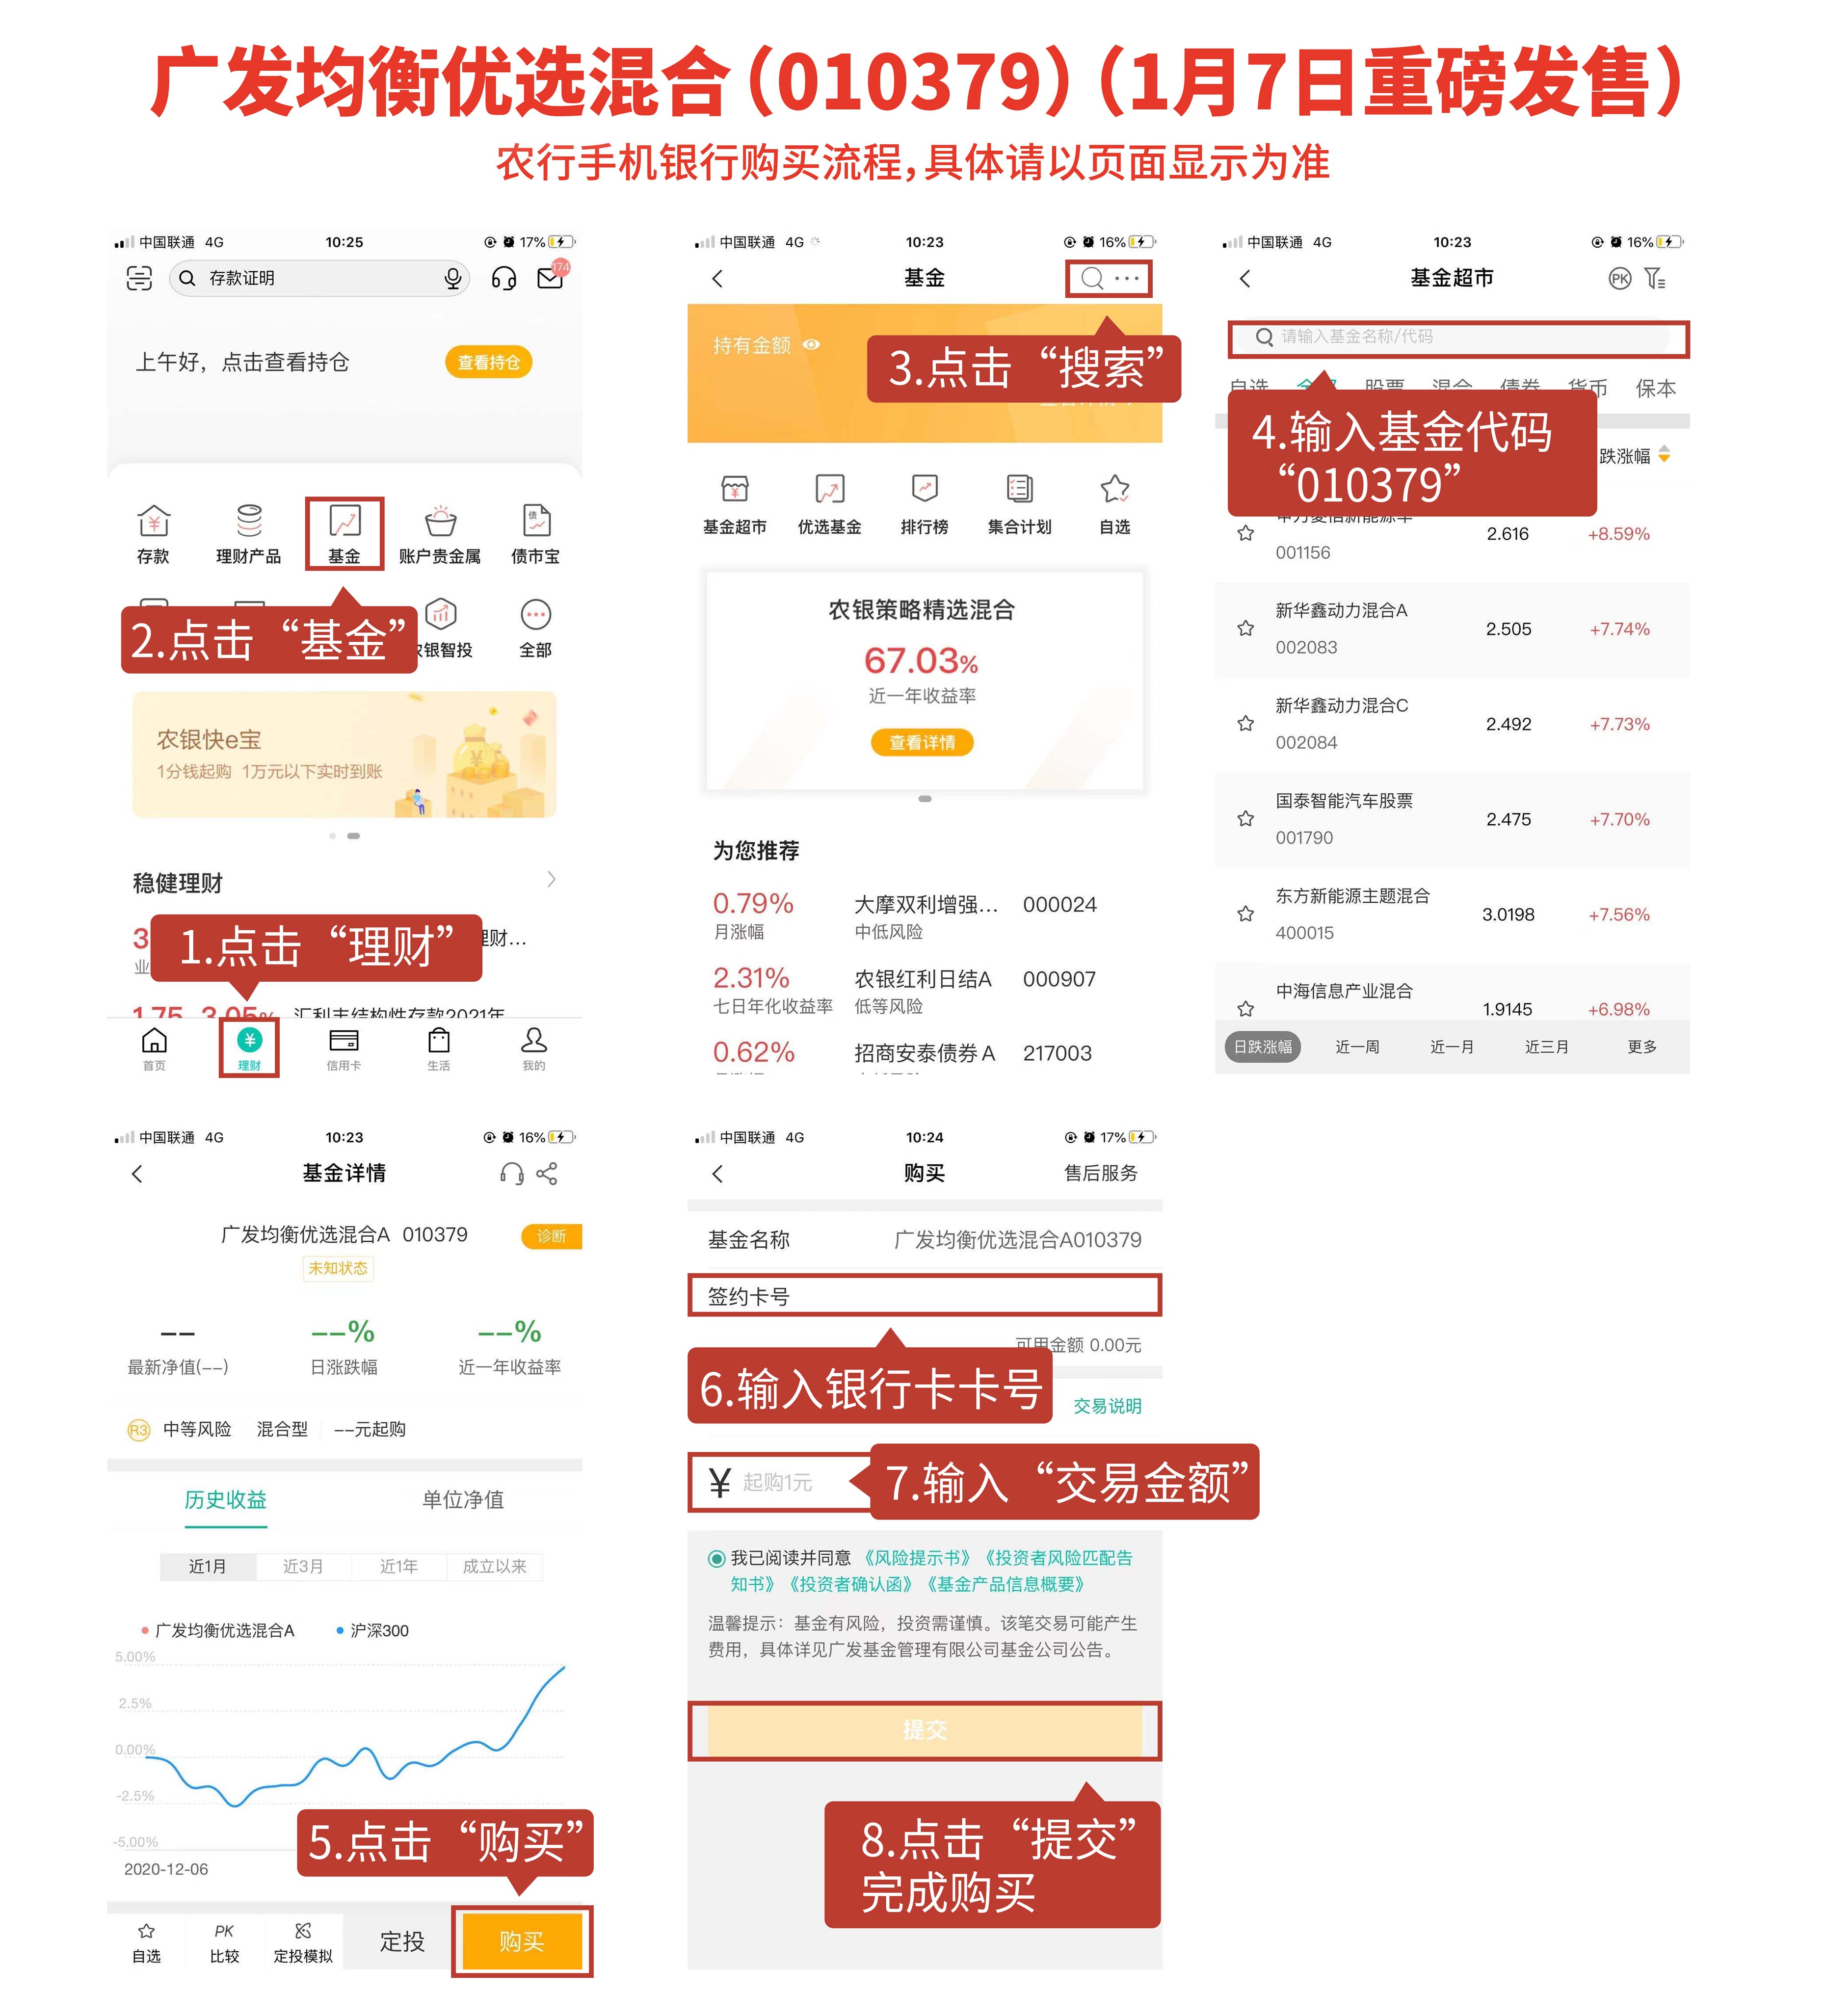 广发均衡优选混合（010379）（1月7日重磅发售）
农行手机银行购买流程，具体请以页面显示为准
中国联通 4G 10:25 17%
存款证明
174
上午好，点击查看持仓 查看持仓
存款 理财产品 基金 账户贵金属 债市宝
2.点击“基金”
农银智投 全部
农银快e宝
1分钱起购 1万元以下实时到账
稳健理财
1.点击“理财”
理财...
1.75 3.05% 汇利丰结构性存款2021年
首页 理财 信用卡 生活 我的
中国联通 4G 10:23 16%
基金
持有金额
3.点击“搜索”
基金超市 优选基金 排行榜 集合计划 自选
农银策略精选混合
67.03%
近一年收益率
查看详情
为您推荐
0.79% 大摩双利增强... 000024
月涨幅 中低风险
2.31% 农银红利日结A 000907
七日年化收益率 低等风险
0.62% 招商安泰债券A 217003
中国联通 4G 10:23 16%
基金超市
PK
请输入基金名称/代码
自选 股票 混合 债券 货币 保本
4.输入基金代码
“010379”
跌涨幅
2.616 +8.59%
001156
新华鑫动力混合A
2.505 +7.74%
002083
新华鑫动力混合C
2.492 +7.73%
002084
国泰智能汽车股票
2.475 +7.70%
001790
东方新能源主题混合
3.0198 +7.56%
400015
中海信息产业混合
1.9145 +6.98%
日跌涨幅 近一周 近一月 近三月 更多
中国联通 4G 10:23 16%
基金详情
广发均衡优选混合A 010379 诊断
未知状态
-- --% --%
最新净值(--) 日涨跌幅 近一年收益率
R3 中等风险 混合型 --元起购
历史收益 单位净值
近1月 近3月 近1年 成立以来
广发均衡优选混合A 沪深300
5.00%
2.5%
0.00%
-2.5%
-5.00%
2020-12-06
5.点击“购买”
自选 PK 比较 定投模拟 定投 购买
中国联通 4G 10:24 17%
购买 售后服务
基金名称 广发均衡优选混合A010379
签约卡号
可用金额 0.00元
6.输入银行卡卡号
交易说明
¥ 起购1元
7.输入“交易金额”
我已阅读并同意《风险提示书》《投资者风险匹配告
知书》《投资者确认函》《基金产品信息概要》
温馨提示：基金有风险，投资需谨慎。该笔交易可能产生
费用，具体详见广发基金管理有限公司基金公司公告。
提交
8.点击“提交”
完成购买